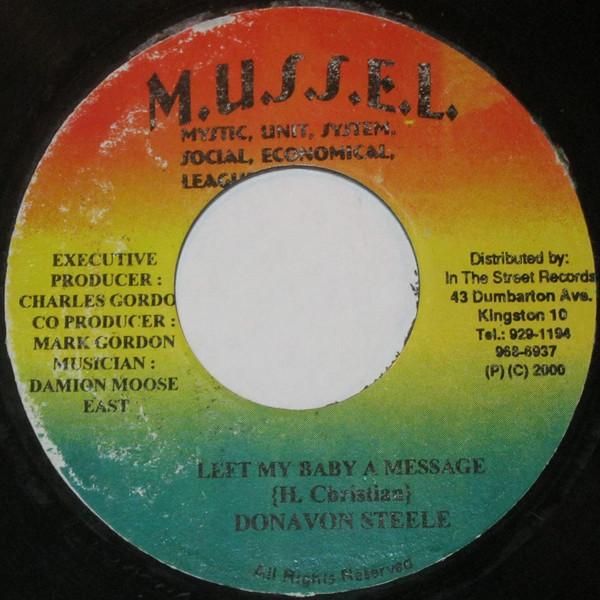 M.U.S.S.E.L.
MYSTIC, UNIT, SYSTEM,
SOCIAL, ECONOMICAL,
EXECUTIVE
PRODUCER :
CHARLES GORDO
CO PRODUCER :
MARK GORDON
MUSICIAN :
DAMION MOOSE
EAST
Distributed by:
In The Street Records
43 Dumbarton Ave.
Kingston 10
Tel.: 929-1194
968-6937
(P) (C) 2000
LEFT MY BABY A MESSAGE
{H. Christian}
DONAVON STEELE
All Rights Reserved